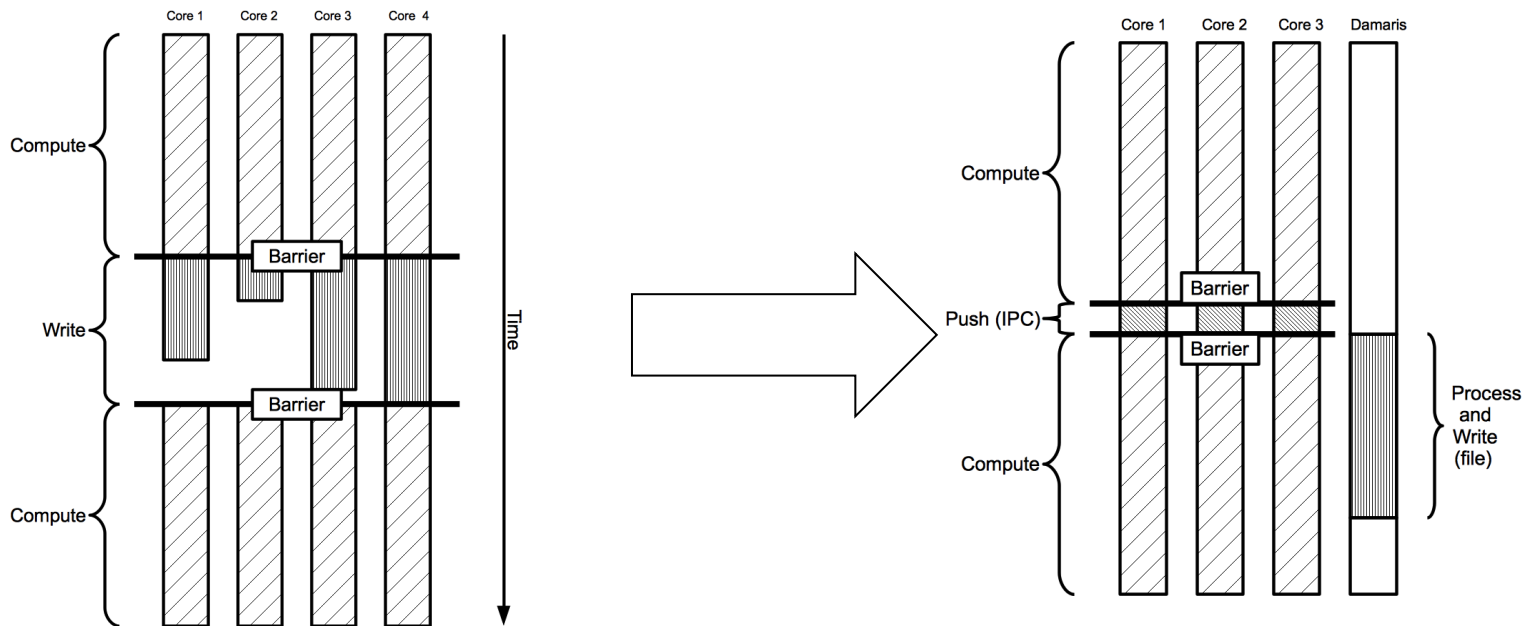 Core 1
Core 2
Core 3
Core 4
Compute
Barrier
Write
Time
Barrier
Compute
Core 1
Core 2
Core 3
Damaris
Compute
Barrier
Push (IPC)
Barrier
Process
and
Write
(file)
Compute